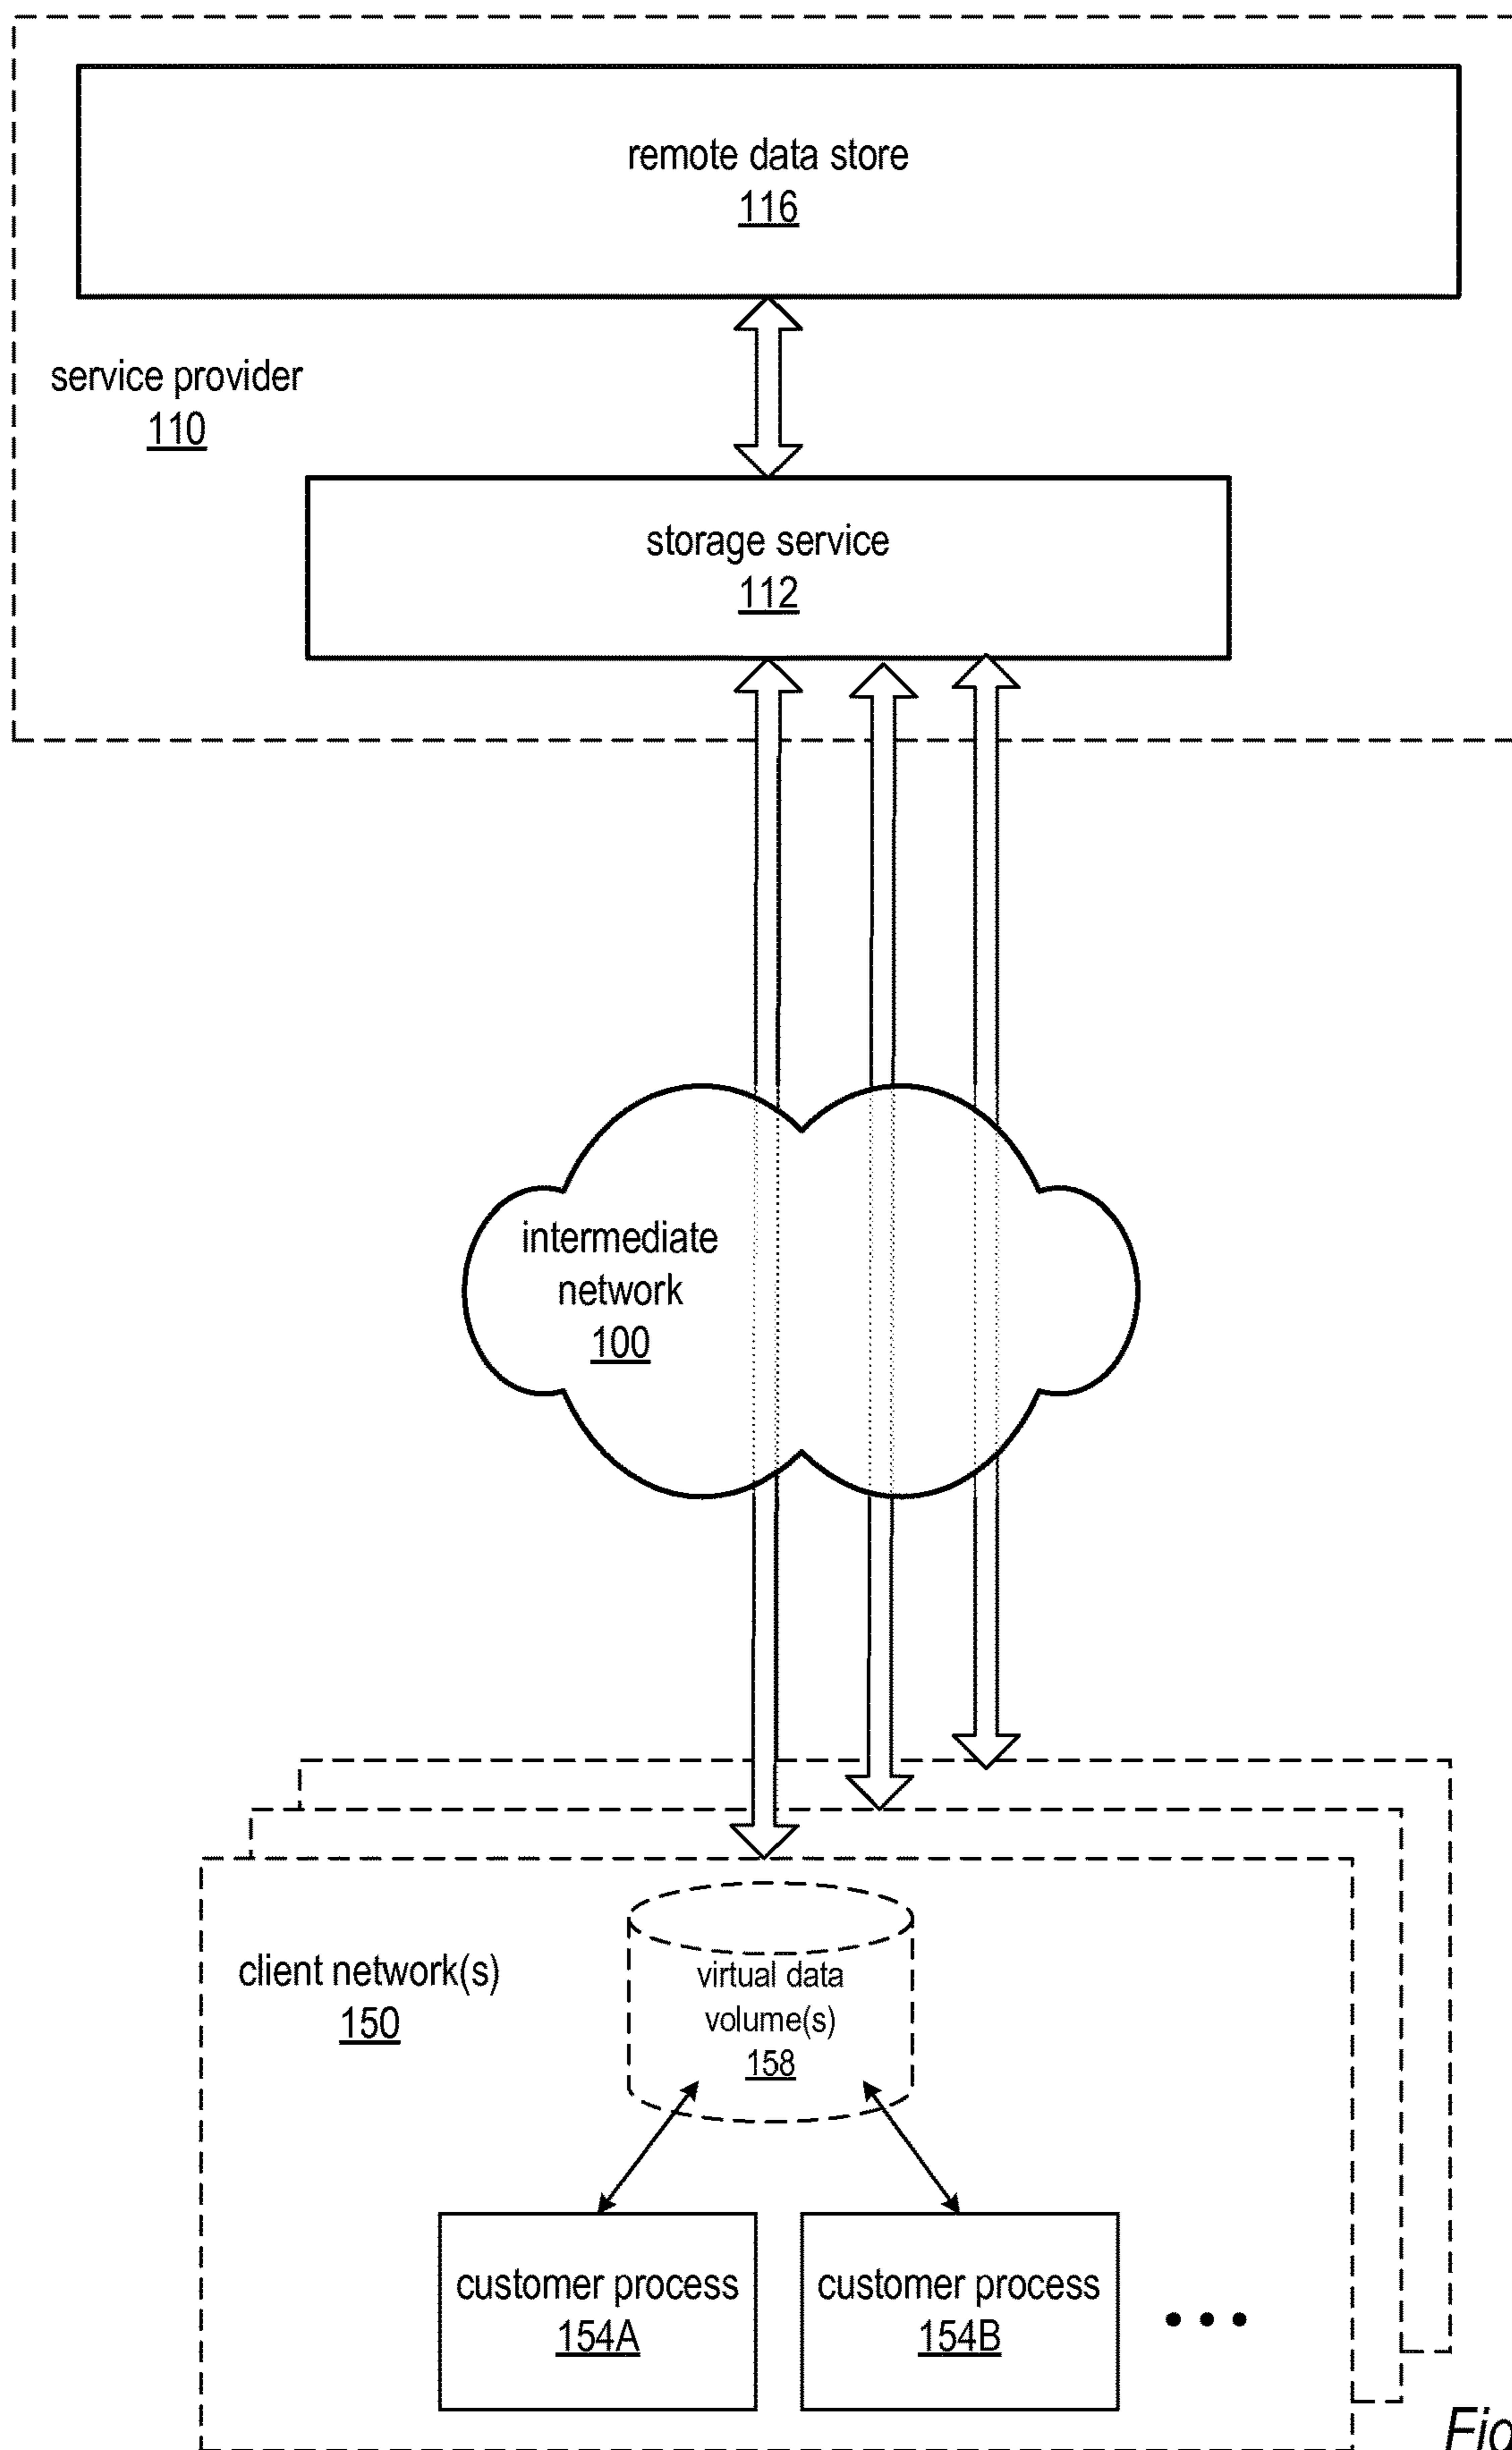 remote data store
116
service provider
110
storage service
112
intermediate
network
100
client network(s)
150
virtual data
volume(s)
158
customer process
154A
customer process
154B